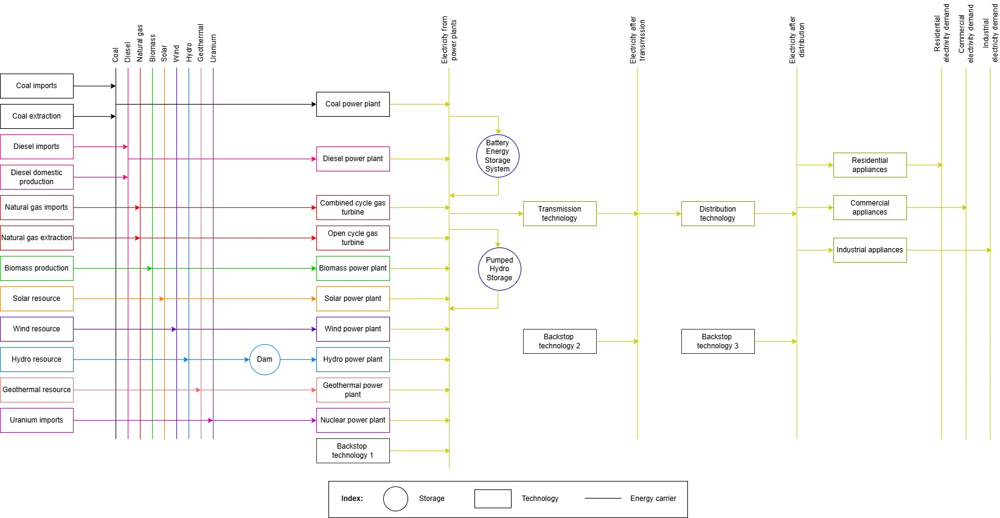 Coal
Diesel
Natural gas
Biomass
Solar
Wind
Hydro
Geothermal
Uranium
Electricity from
power plants
Electricity after
transmission
Electricity after
distribution
Residential
electrivity demand
Commercial
electrivity demand
Industrial
electricity demand
Coal imports
Coal extraction
Diesel imports
Diesel domestic
production
Natural gas imports
Natural gas extraction
Biomass production
Solar resource
Wind resource
Hydro resource
Geothermal resource
Uranium imports
Dam
Coal power plant
Diesel power plant
Combined cycle gas
turbine
Open cycle gas
turbine
Biomass power plant
Solar power plant
Wind power plant
Hydro power plant
Geothermal power
plant
Nuclear power plant
Backstop
technology 1
Battery
Energy
Storage
System
Pumped
Hydro
Storage
Transmission
technology
Backstop
technology 2
Distribution
technology
Backstop
technology 3
Residential
appliances
Commercial
appliances
Industrial appliances
Index:
Storage
Technology
Energy carrier